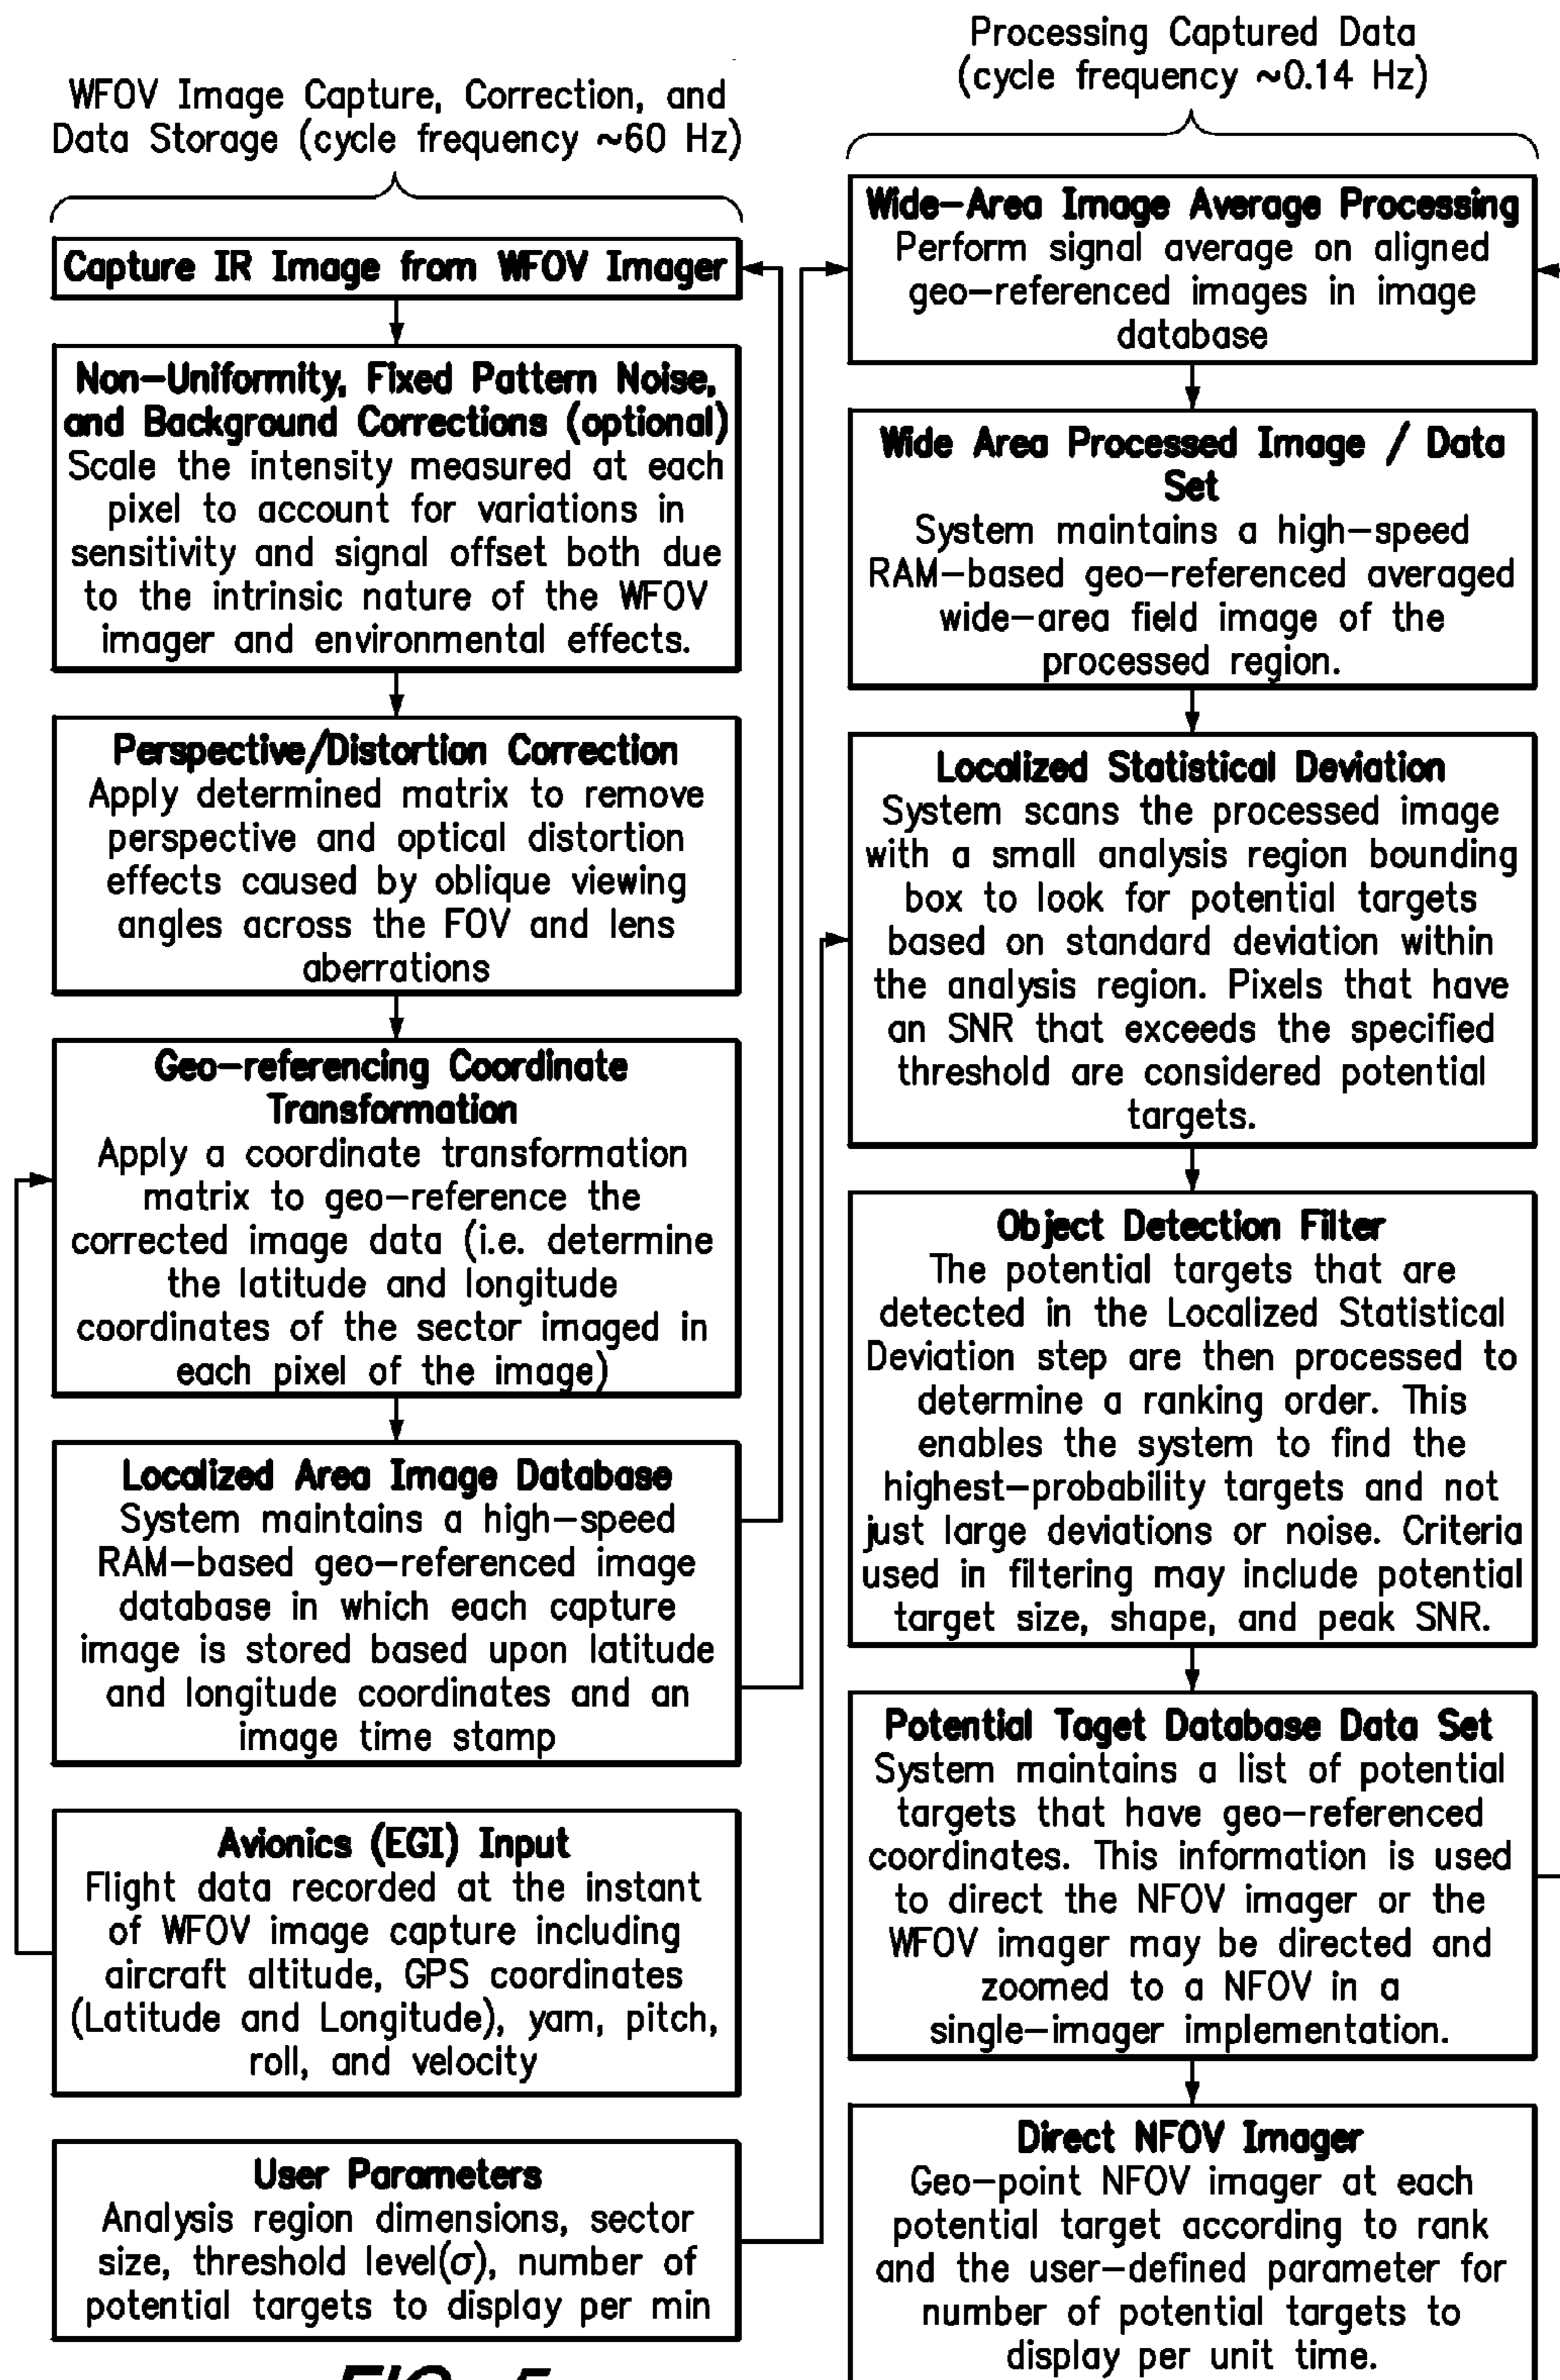 WFOV Image Capture, Correction, and
Data Storage (cycle frequency ~60 Hz)
Capture IR Image from WFOV Imager
Non-Uniformity, Fixed Pattern Noise,
and Background Corrections (optional)
Scale the intensity measured at each
pixel to account for variations in
sensitivity and signal offset both due
to the intrinsic nature of the WFOV
imager and environmental effects.
Perspective/Distortion Correction
Apply determined matrix to remove
perspective and optical distortion
effects caused by oblique viewing
angles across the FOV and lens
aberrations
Geo-referencing Coordinate
Transformation
Apply a coordinate transformation
matrix to geo-reference the
corrected image data (i.e. determine
the latitude and longitude
coordinates of the sector imaged in
each pixel of the image)
Localized Area Image Database
System maintains a high-speed
RAM-based geo-referenced image
database in which each capture
image is stored based upon latitude
and longitude coordinates and an
image time stamp
Avionics (EGI) Input
Flight data recorded at the instant
of WFOV image capture including
aircraft altitude, GPS coordinates
(Latitude and Longitude), yam, pitch,
roll, and velocity
User Parameters
Analysis region dimensions, sector
size, threshold level(σ), number of
potential targets to display per min
Processing Captured Data
(cycle frequency ~0.14 Hz)
Wide-Area Image Average Processing
Perform signal average on aligned
geo-referenced images in image
database
Wide Area Processed Image / Data
Set
System maintains a high-speed
RAM-based geo-referenced averaged
wide-area field image of the
processed region.
Localized Statistical Deviation
System scans the processed image
with a small analysis region bounding
box to look for potential targets
based on standard deviation within
the analysis region. Pixels that have
an SNR that exceeds the specified
threshold are considered potential
targets.
Object Detection Filter
The potential targets that are
detected in the Localized Statistical
Deviation step are then processed to
determine a ranking order. This
enables the system to find the
highest-probability targets and not
just large deviations or noise. Criteria
used in filtering may include potential
target size, shape, and peak SNR.
Potential Taget Database Data Set
System maintains a list of potential
targets that have geo-referenced
coordinates. This information is used
to direct the NFOV imager or the
WFOV imager may be directed and
zoomed to a NFOV in a
single-imager implementation.
Direct NFOV Imager
Geo-point NFOV imager at each
potential target according to rank
and the user-defined parameter for
number of potential targets to
display per unit time.